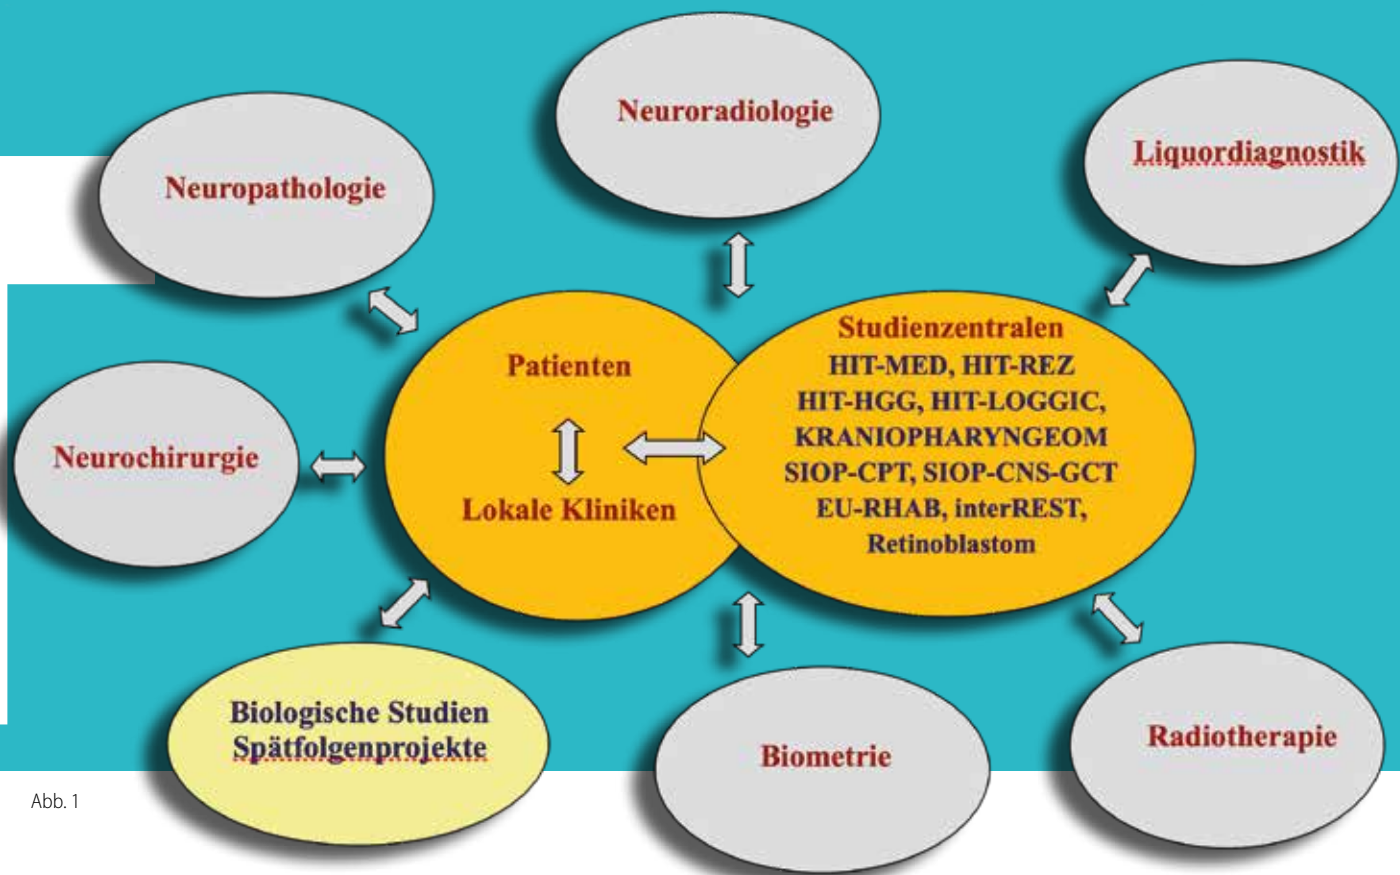 Neuroradiologie
Liquordiagnostik
Neuropathologie
Studienzentralen
HIT-MED, HIT-REZ
HIT-HGG, HIT-LOGGIC,
KRANIOPHARYNGEOM
SIOP-CPT, SIOP-CNS-GCT
EU-RHAB, interREST,
Retinoblastom
Patienten
Lokale Kliniken
Neurochirurgie
Biologische Studien
Spätfolgenprojekte
Biometrie
Radiotherapie
Abb. 1